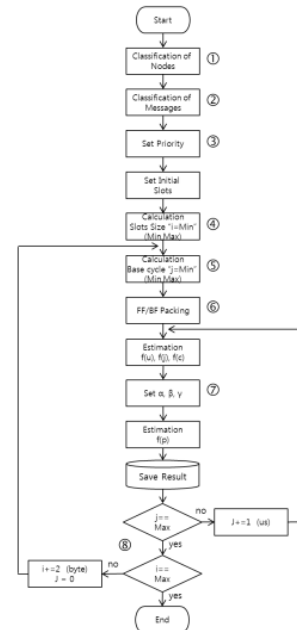 Start
Classification of
Nodes
①
Classification of
Messages
②
Set Priority
③
Set Initial
Slots
Calculation
Slots Size "i=Min"
(Min,Max)
④
Calculation
Base cycle "j=Min"
(Min,Max)
⑤
FF/BF Packing
⑥
Estimation
f(u), f(j), f(c)
Set α, β, γ
⑦
Estimation
f(p)
Save Result
j==
Max
no
J+=1 (us)
yes
⑧
i+=2 (byte)
J = 0
no
i==
Max
yes
End